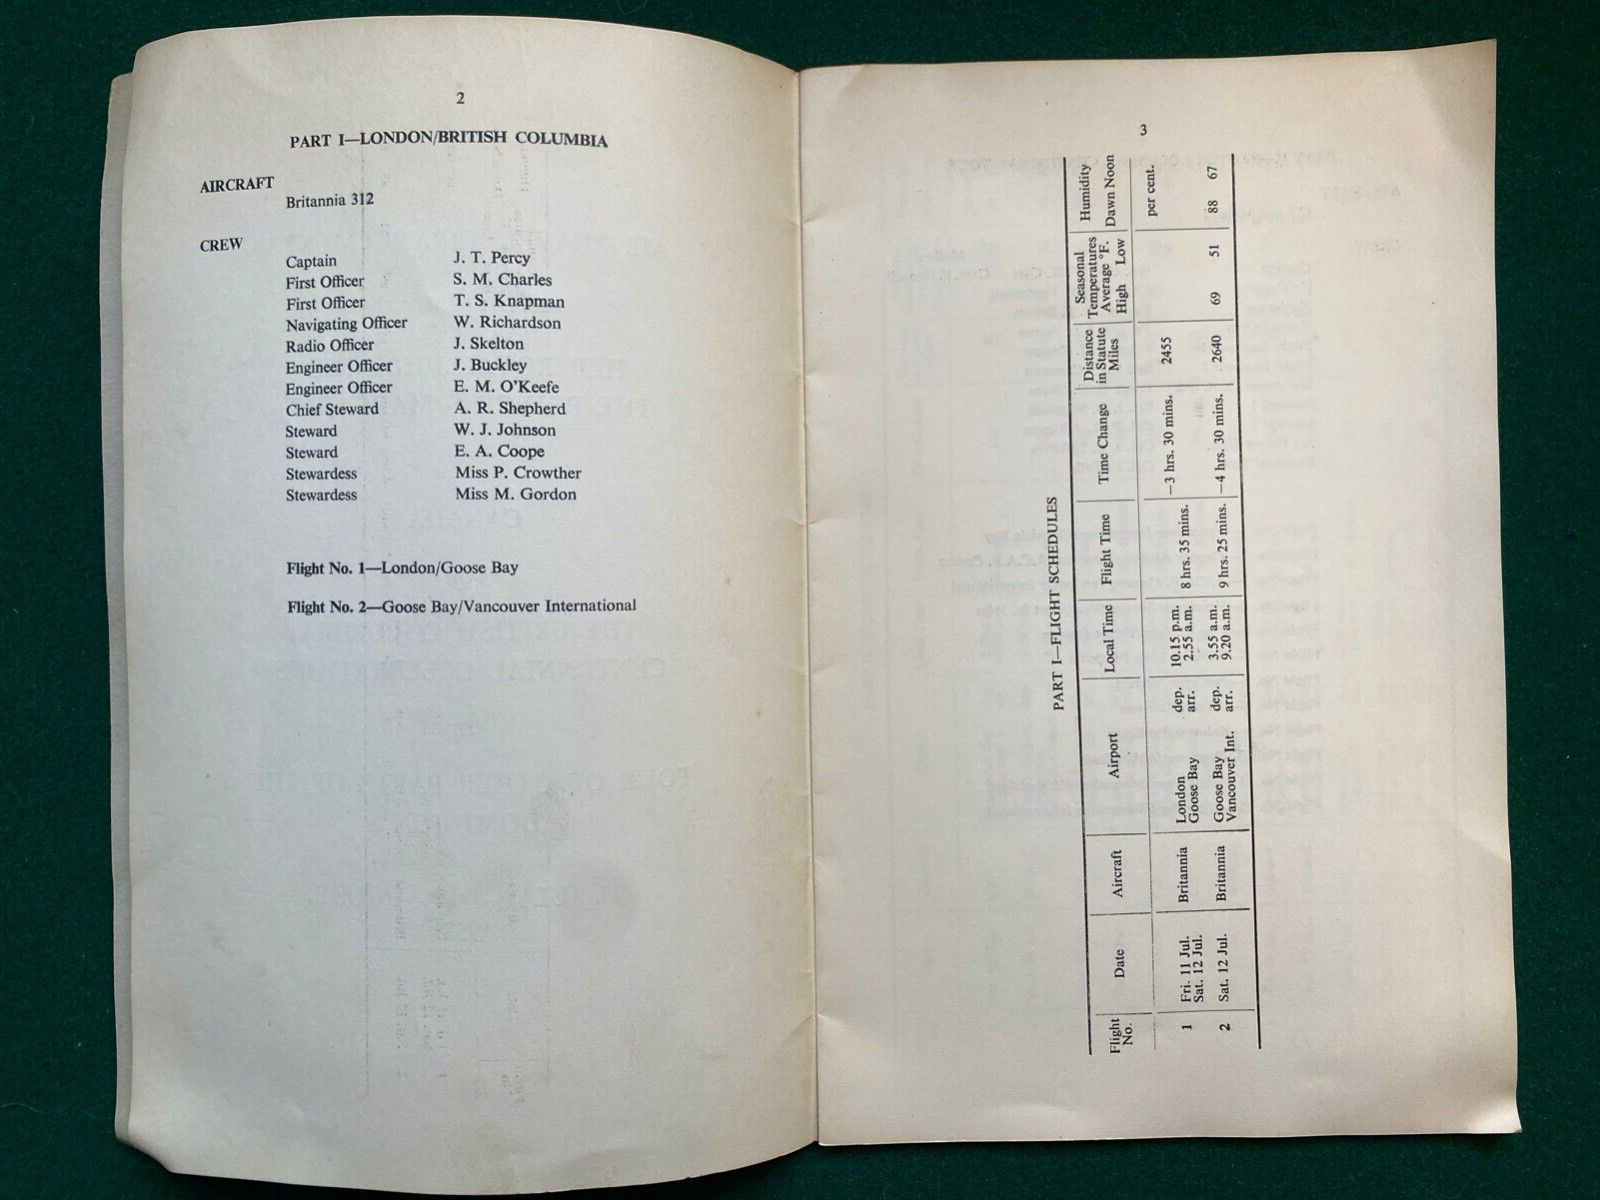 2
PART I—LONDON/BRITISH COLUMBIA
AIRCRAFT
Britannia 312
CREW
Captain J. T. Percy
First Officer S. M. Charles
First Officer T. S. Knapman
Navigating Officer W. Richardson
Radio Officer J. Skelton
Engineer Officer J. Buckley
Engineer Officer E. M. O'Keefe
Chief Steward A. R. Shepherd
Steward W. J. Johnson
Steward E. A. Coope
Stewardess Miss P. Crowther
Stewardess Miss M. Gordon
Flight No. 1—London/Goose Bay
Flight No. 2—Goose Bay/Vancouver International
3
PART I—FLIGHT SCHEDULES
Flight No. Date Aircraft Airport Local Time Flight Time Time Change Distance in Statute Miles Seasonal Temperatures Average °F. High Low Humidity Dawn Noon
per cent.
1 Fri. 11 Jul. Britannia London dep. 10.15 p.m.
Sat. 12 Jul. Goose Bay arr. 2.55 a.m. 8 hrs. 35 mins. —3 hrs. 30 mins. 2455
2 Sat. 12 Jul. Britannia Goose Bay dep. 3.55 a.m.
Vancouver Int. arr. 9.20 a.m. 9 hrs. 25 mins. —4 hrs. 30 mins. 2640 69 51 88 67